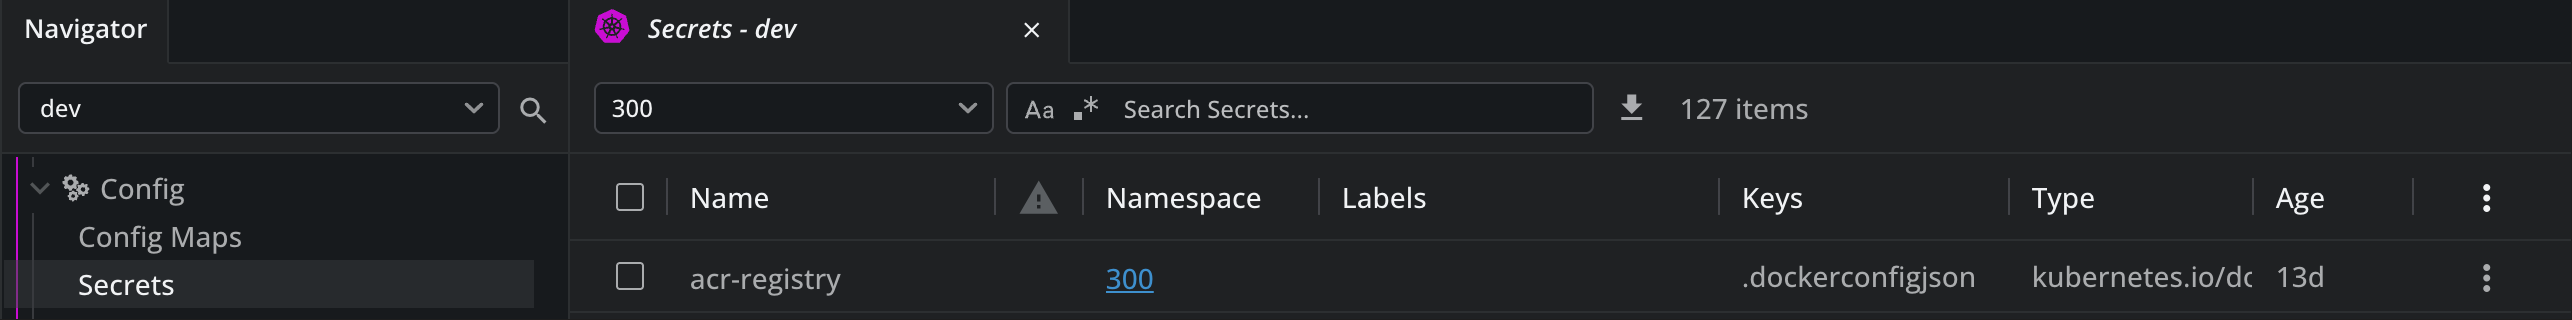 Navigator
Secrets - dev
dev
300
Aa .* Search Secrets...
127 items
Config
Config Maps
Secrets
Name Namespace Labels Keys Type Age
acr-registry 300 .dockerconfigjson kubernetes.io/dc 13d